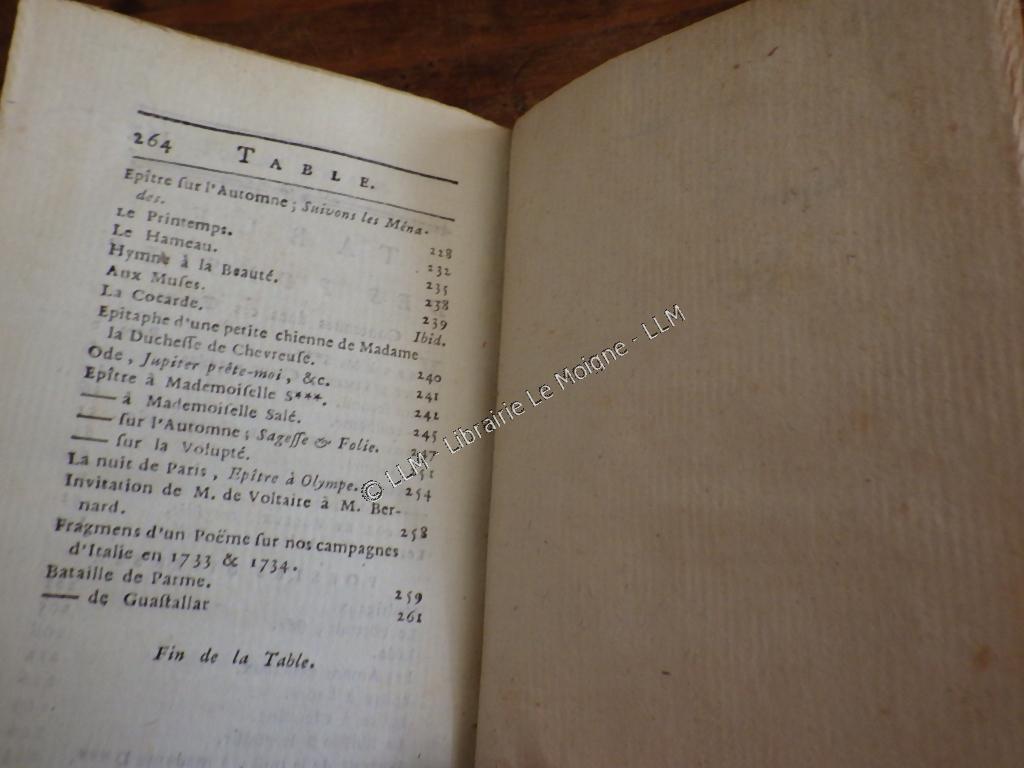 264 TABLE.
Epître ſur l'Automne ; Suivons les Ména-
des. 228
Le Printemps. 232
Le Hameau. 235
Hymne à la Beauté. 238
Aux Muſes. 239
La Cocarde. Ibid.
Epitaphe d'une petite chienne de Madame
la Ducheſſe de Chevreuſe. 240
Ode, Jupiter prête-moi, &c. 241
Epître à Mademoiſelle S***. 241
—— à Mademoiſelle Salé. 245
—— ſur l'Automne ; Sageſſe & Folie. 247
—— ſur la Volupté. 251
La nuit de Paris, Epître à Olympe. 254
Invitation de M. de Voltaire à M. Ber-
nard. 258
Fragmens d'un Poëme ſur nos campagnes
d'Italie en 1733 & 1734.
Bataille de Parme. 259
—— de Guaſtallar 261
Fin de la Table.
© LLM - Librairie Le Moigne - LLM